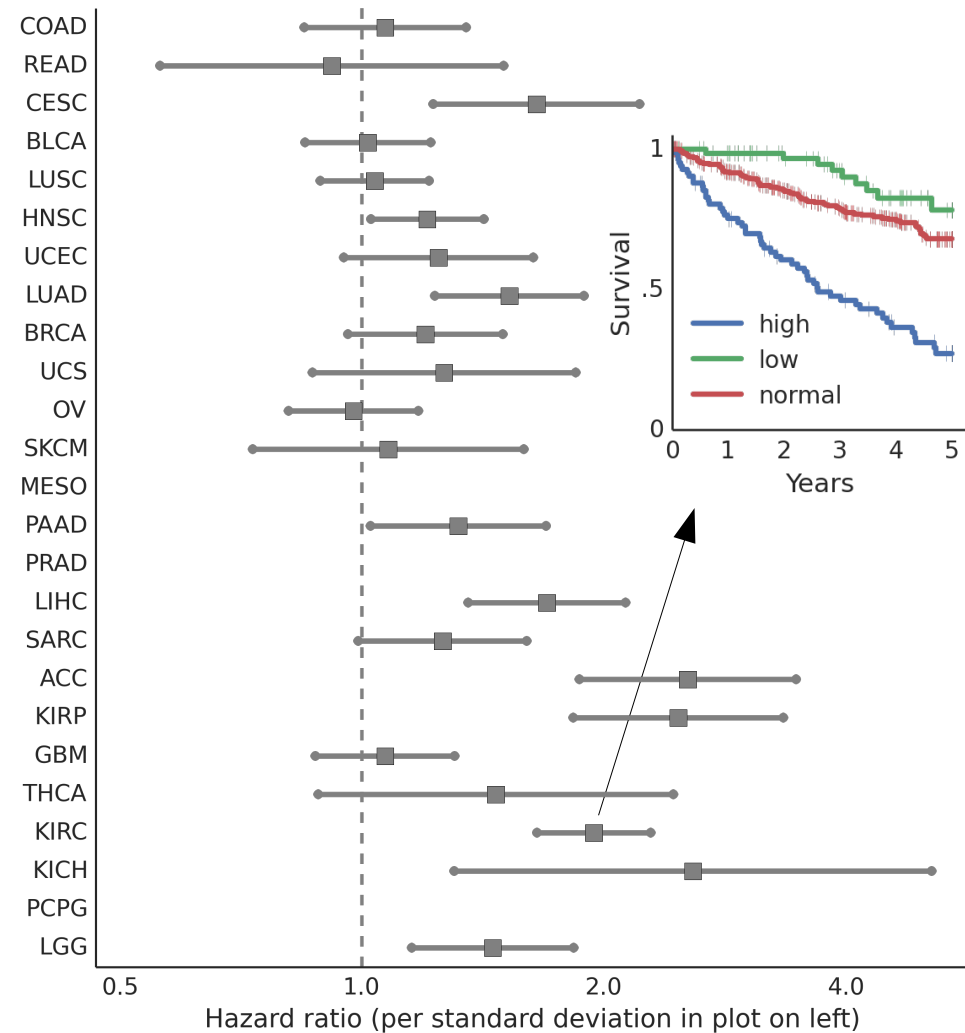 COAD
READ
CESC
BLCA
LUSC
HNSC
UCEC
LUAD
BRCA
UCS
OV
SKCM
MESO
PAAD
PRAD
LIHC
SARC
ACC
KIRP
GBM
THCA
KIRC
KICH
PCPG
LGG
0.5 1.0 2.0 4.0
Hazard ratio (per standard deviation in plot on left)
1
.5
0
Survival
high
low
normal
0 1 2 3 4 5
Years